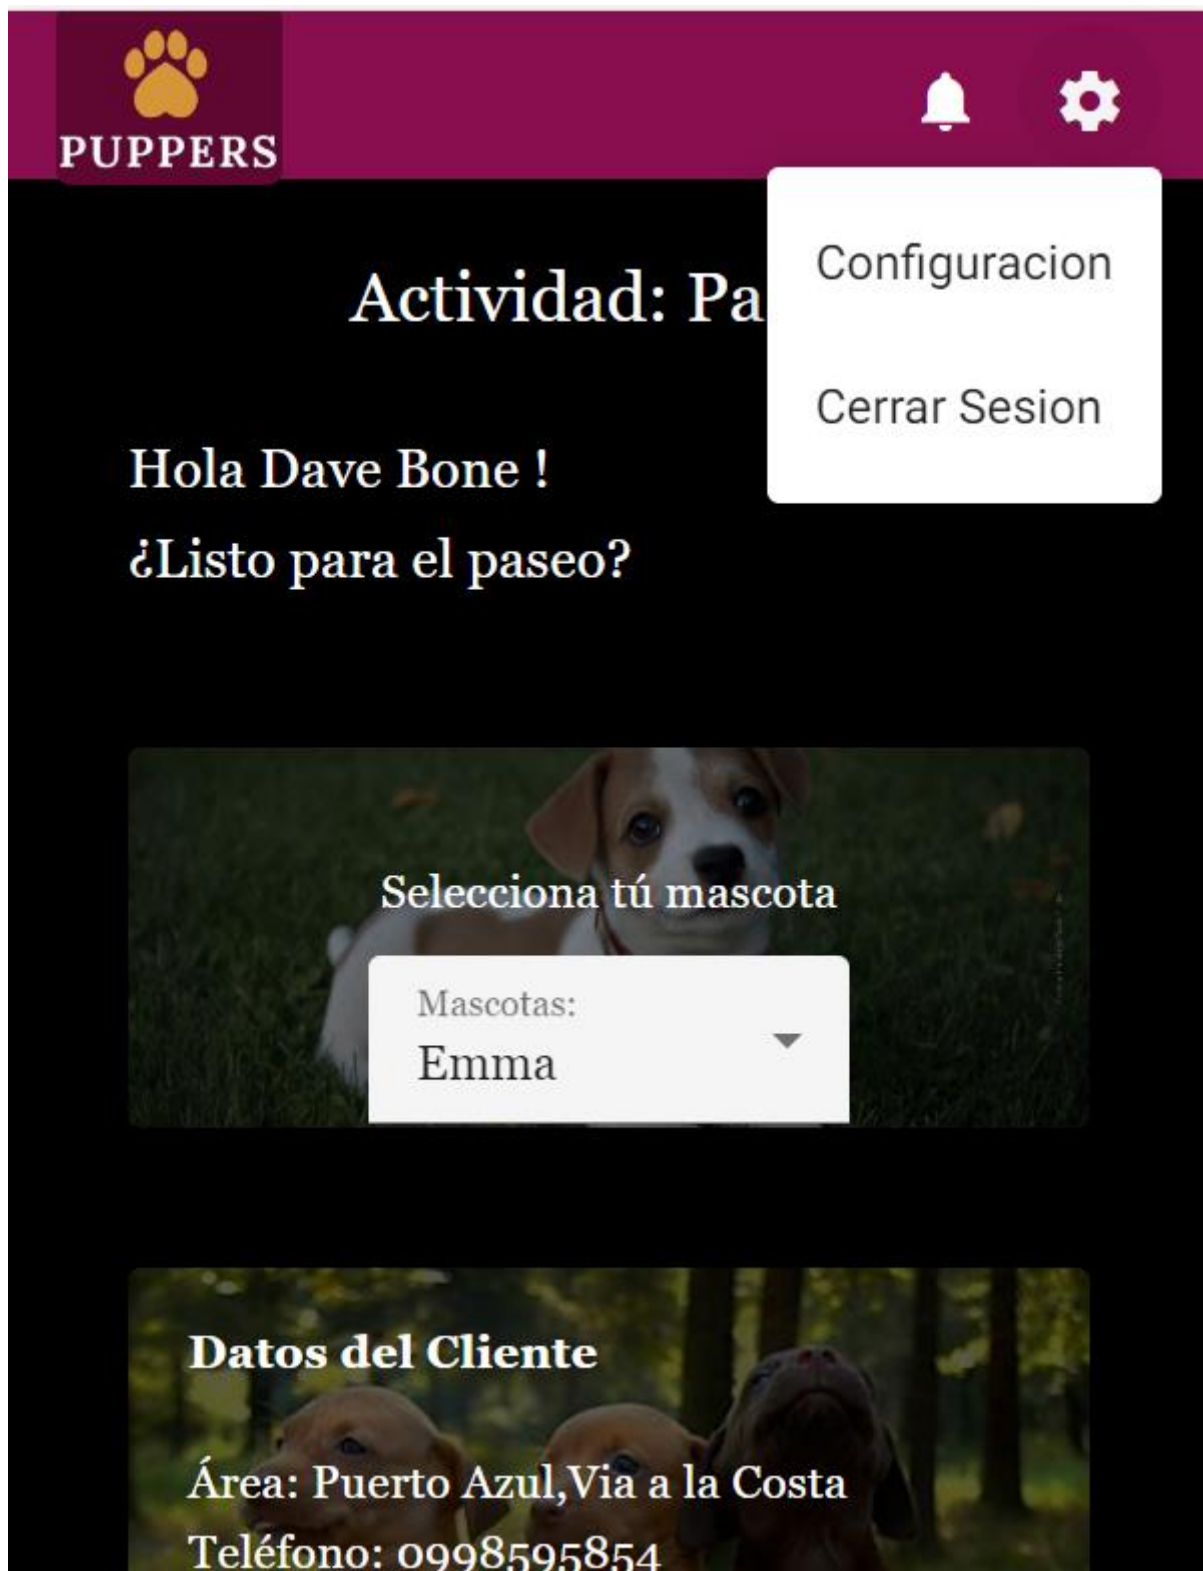 PUPPERS
Configuracion
Cerrar Sesion
Actividad: Pa
Hola Dave Bone !
¿Listo para el paseo?
Selecciona tú mascota
Mascotas:
Emma
Datos del Cliente
Área: Puerto Azul,Via a la Costa
Teléfono: 0998595854